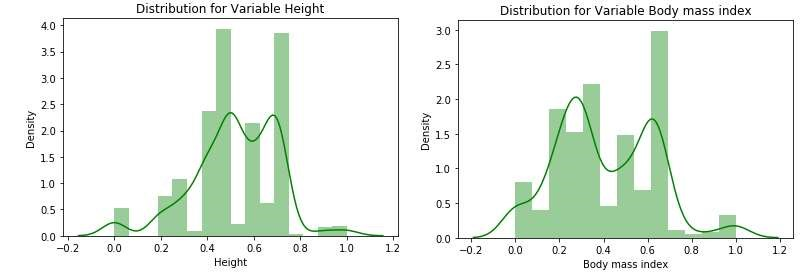 Distribution for Variable Height
4.0
3.5
3.0
2.5
2.0
1.5
1.0
0.5
0.0
Density
−0.2 0.0 0.2 0.4 0.6 0.8 1.0 1.2
Height
Distribution for Variable Body mass index
3.0
2.5
2.0
1.5
1.0
0.5
0.0
Density
−0.2 0.0 0.2 0.4 0.6 0.8 1.0 1.2
Body mass index